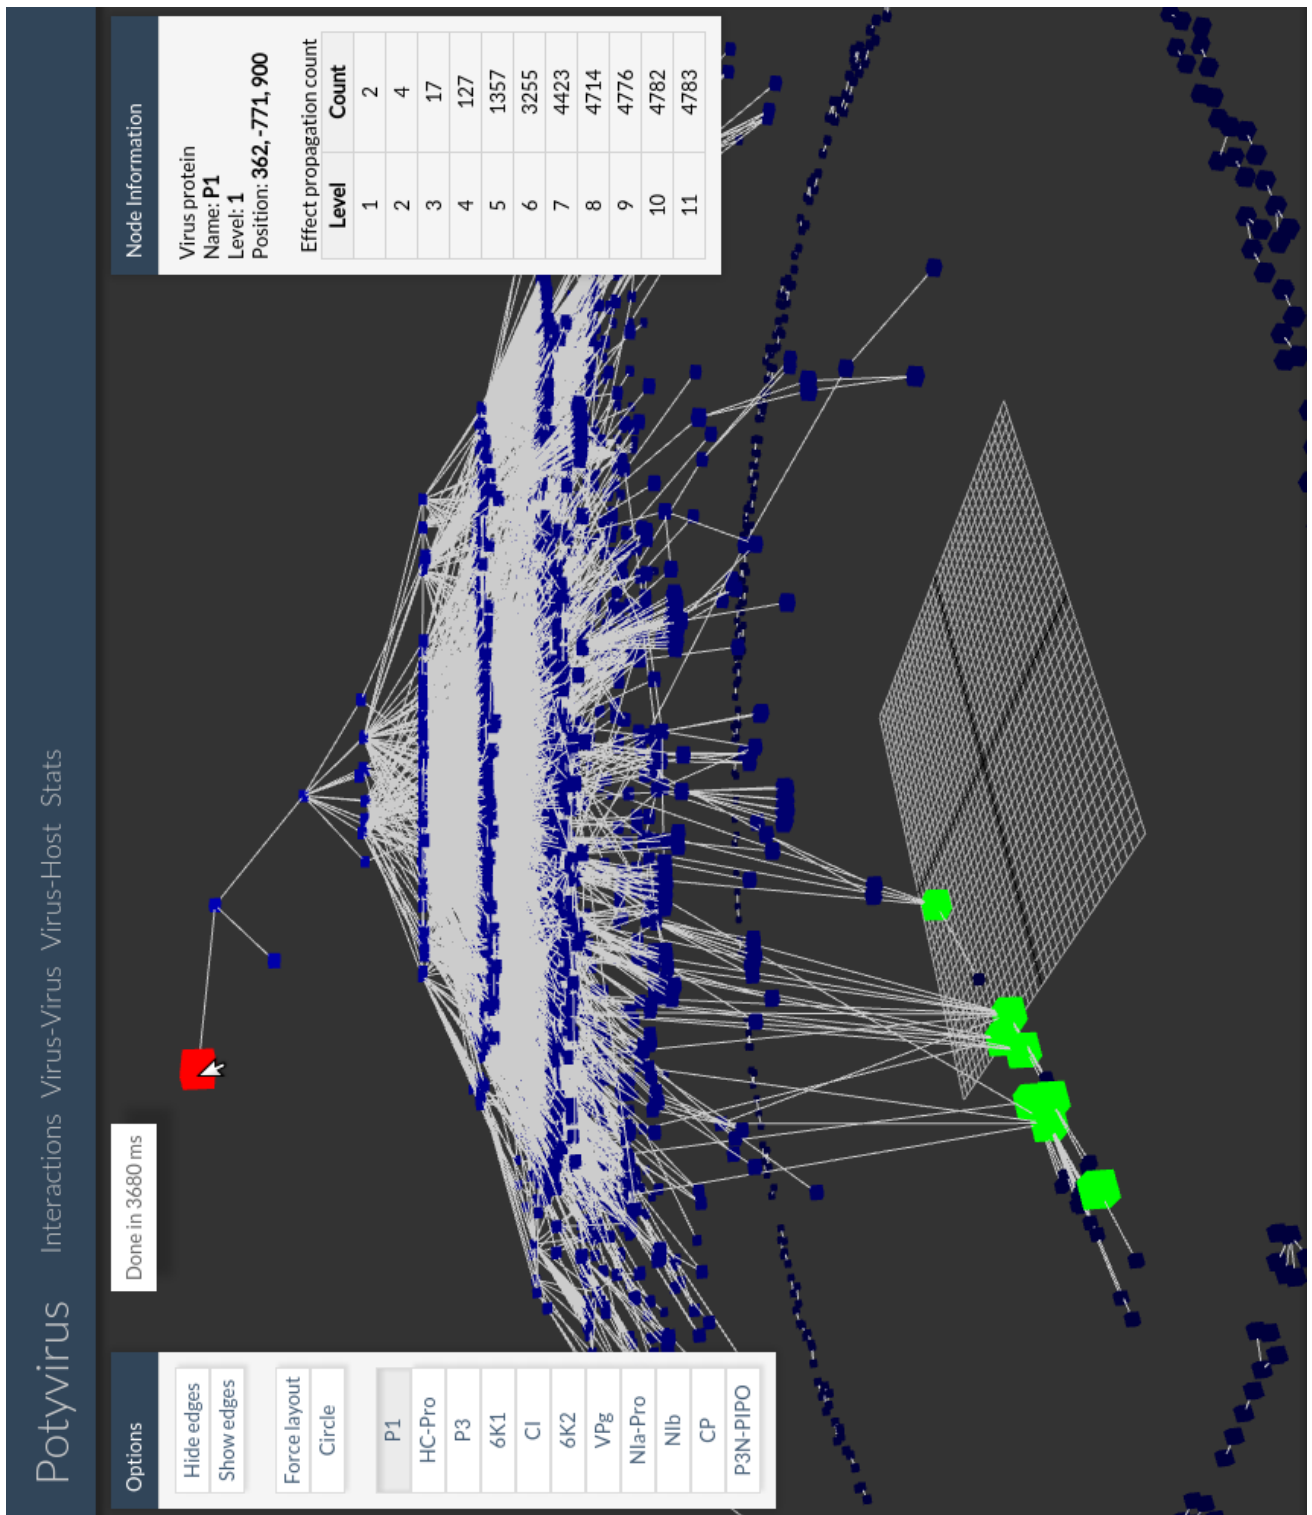 Potyvirus Interactions Virus-Virus Virus-Host Stats
Options
Hide edges
Show edges
Force layout
Circle
P1
HC-Pro
P3
6K1
CI
6K2
VPg
NIa-Pro
NIb
CP
P3N-PIPO
Done in 3680 ms
Node Information
Virus protein
Name: P1
Level: 1
Position: 362, -771, 900
Effect propagation count
Level Count
1 2
2 4
3 17
4 127
5 1357
6 3255
7 4423
8 4714
9 4776
10 4782
11 4783